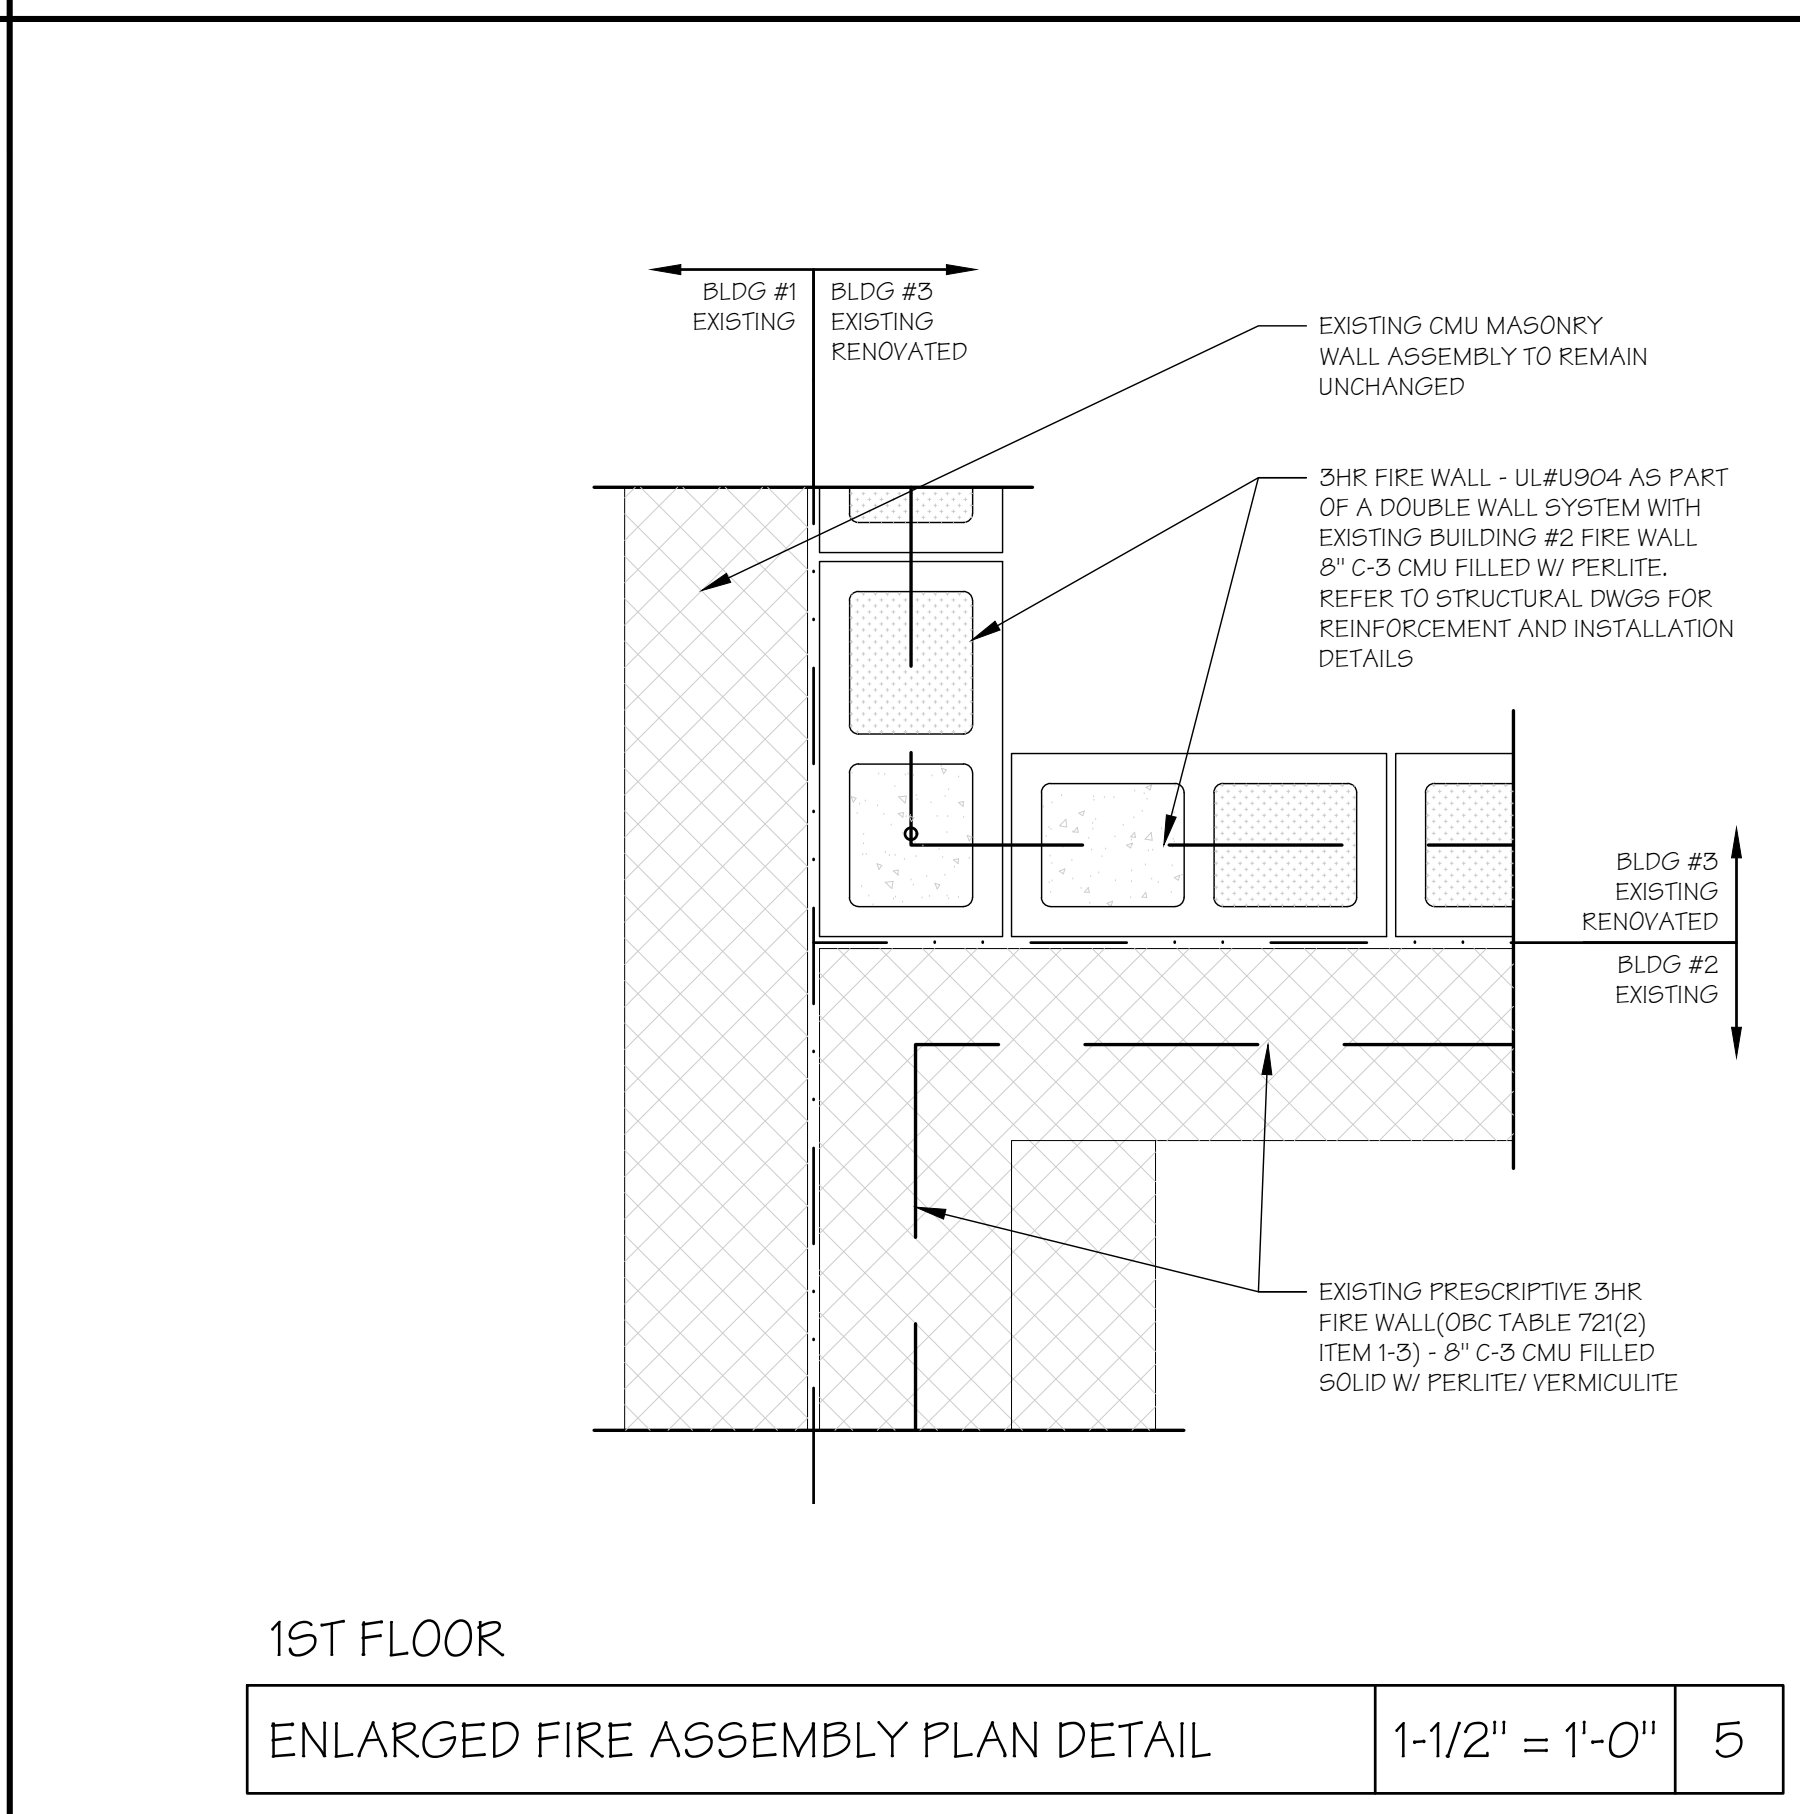 BLDG #1
EXISTING
BLDG #3
EXISTING
RENOVATED
EXISTING CMU MASONRY
WALL ASSEMBLY TO REMAIN
UNCHANGED
3HR FIRE WALL - UL#U904 AS PART
OF A DOUBLE WALL SYSTEM WITH
EXISTING BUILDING #2 FIRE WALL
8" C-3 CMU FILLED W/ PERLITE.
REFER TO STRUCTURAL DWGS FOR
REINFORCEMENT AND INSTALLATION
DETAILS
BLDG #3
EXISTING
RENOVATED
BLDG #2
EXISTING
EXISTING PRESCRIPTIVE 3HR
FIRE WALL(OBC TABLE 721(2)
ITEM 1-3) - 8" C-3 CMU FILLED
SOLID W/ PERLITE/ VERMICULITE
1ST FLOOR
ENLARGED FIRE ASSEMBLY PLAN DETAIL
1-1/2" = 1'-0"
5